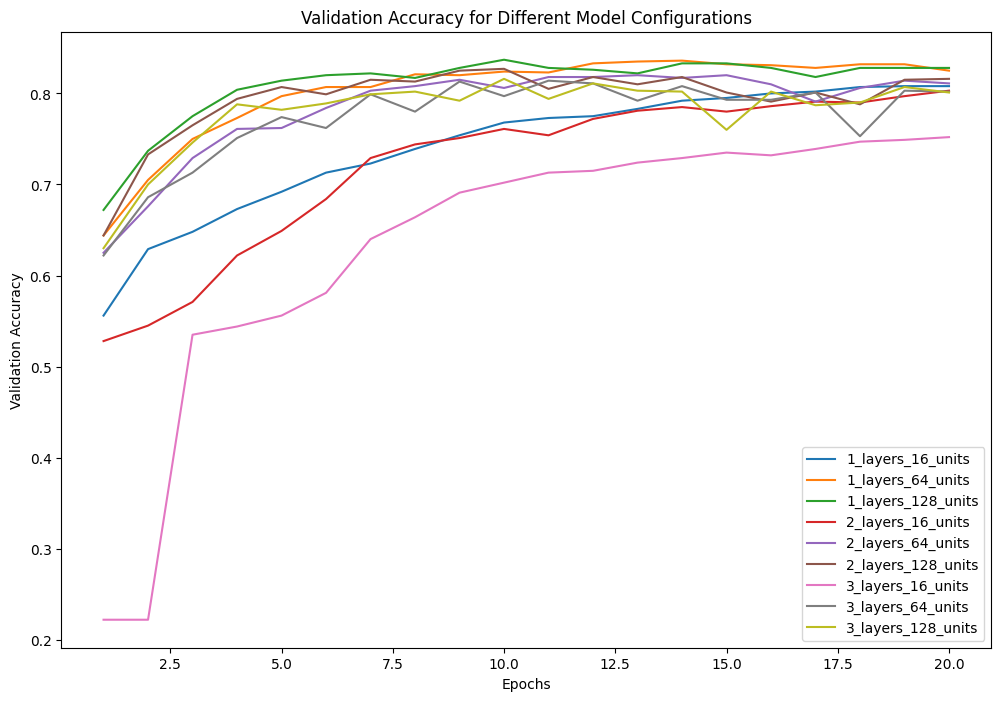 Validation Accuracy for Different Model Configurations
Validation Accuracy
0.8
0.7
0.6
0.5
0.4
0.3
0.2
1_layers_16_units
1_layers_64_units
1_layers_128_units
2_layers_16_units
2_layers_64_units
2_layers_128_units
3_layers_16_units
3_layers_64_units
3_layers_128_units
2.5 5.0 7.5 10.0 12.5 15.0 17.5 20.0
Epochs